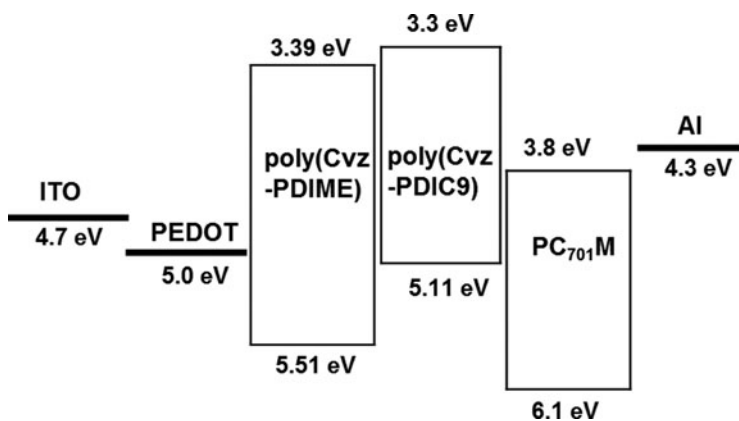 3.39 eV
3.3 eV
ITO
4.7 eV
PEDOT
5.0 eV
poly(Cvz
-PDIME)
5.51 eV
poly(Cvz
-PDIC9)
5.11 eV
3.8 eV
PC701M
6.1 eV
Al
4.3 eV